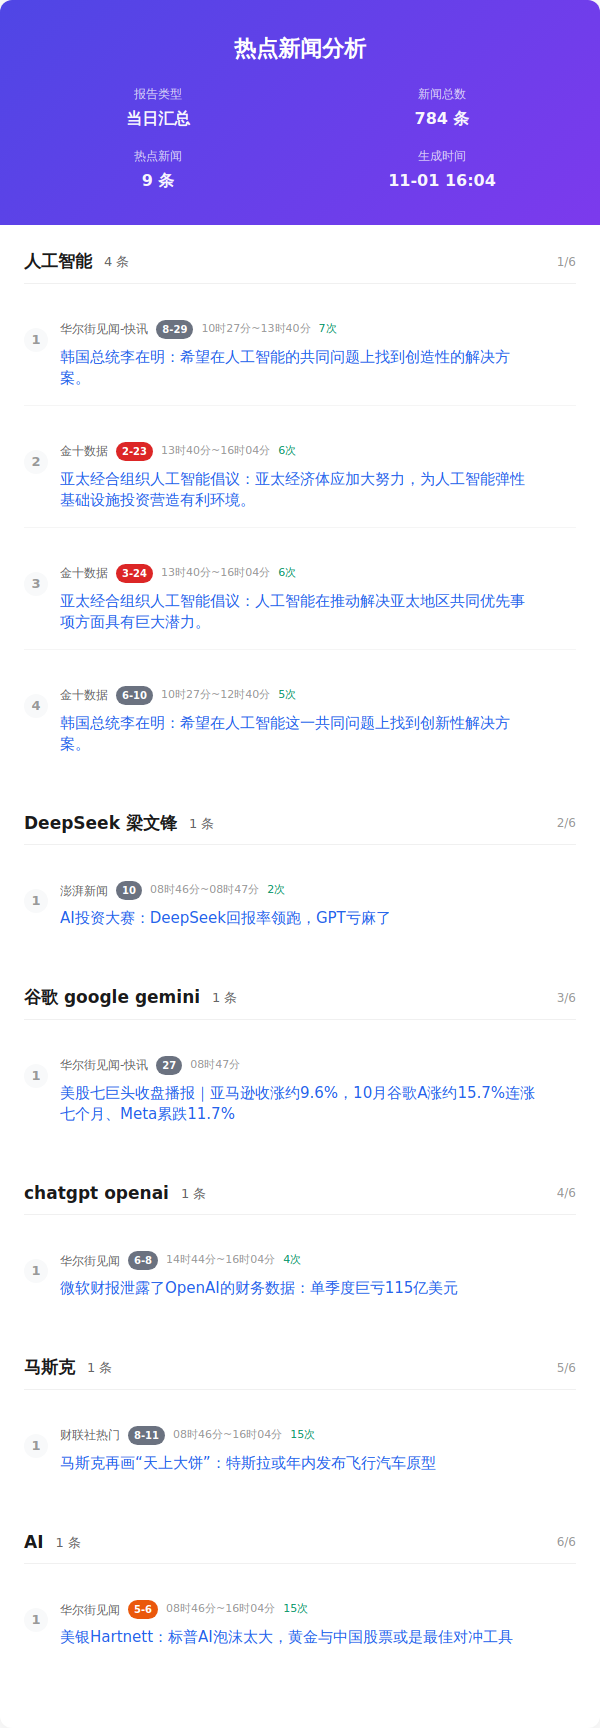 热点新闻分析
报告类型
当日汇总
新闻总数
784 条
热点新闻
9 条
生成时间
11-01 16:04
人工智能 4 条 1/6
1
华尔街见闻-快讯 8-29 10时27分~13时40分 7次
韩国总统李在明：希望在人工智能的共同问题上找到创造性的解决方
案。
2
金十数据 2-23 13时40分~16时04分 6次
亚太经合组织人工智能倡议：亚太经济体应加大努力，为人工智能弹性
基础设施投资营造有利环境。
3
金十数据 3-24 13时40分~16时04分 6次
亚太经合组织人工智能倡议：人工智能在推动解决亚太地区共同优先事
项方面具有巨大潜力。
4
金十数据 6-10 10时27分~12时40分 5次
韩国总统李在明：希望在人工智能这一共同问题上找到创新性解决方
案。
DeepSeek 梁文锋 1 条 2/6
1
澎湃新闻 10 08时46分~08时47分 2次
AI投资大赛：DeepSeek回报率领跑，GPT亏麻了
谷歌 google gemini 1 条 3/6
1
华尔街见闻-快讯 27 08时47分
美股七巨头收盘播报｜亚马逊收涨约9.6%，10月谷歌A涨约15.7%连涨
七个月、Meta累跌11.7%
chatgpt openai 1 条 4/6
1
华尔街见闻 6-8 14时44分~16时04分 4次
微软财报泄露了OpenAI的财务数据：单季度巨亏115亿美元
马斯克 1 条 5/6
1
财联社热门 8-11 08时46分~16时04分 15次
马斯克再画“天上大饼”：特斯拉或年内发布飞行汽车原型
AI 1 条 6/6
1
华尔街见闻 5-6 08时46分~16时04分 15次
美银Hartnett：标普AI泡沫太大，黄金与中国股票或是最佳对冲工具